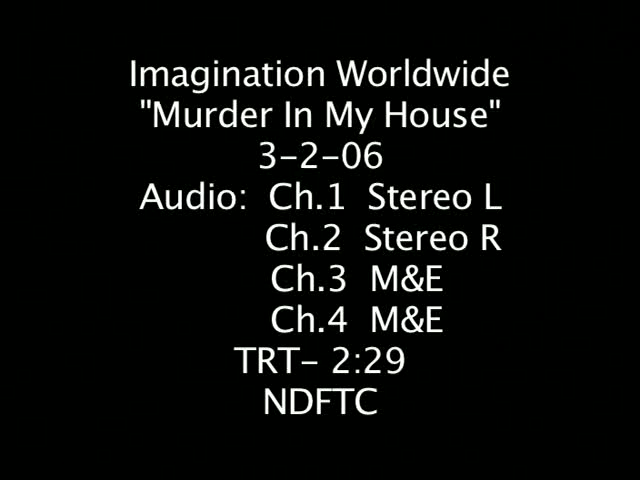 Imagination Worldwide
"Murder In My House"
3-2-06
Audio: Ch.1 Stereo L
Ch.2 Stereo R
Ch.3 M&E
Ch.4 M&E
TRT- 2:29
NDFTC